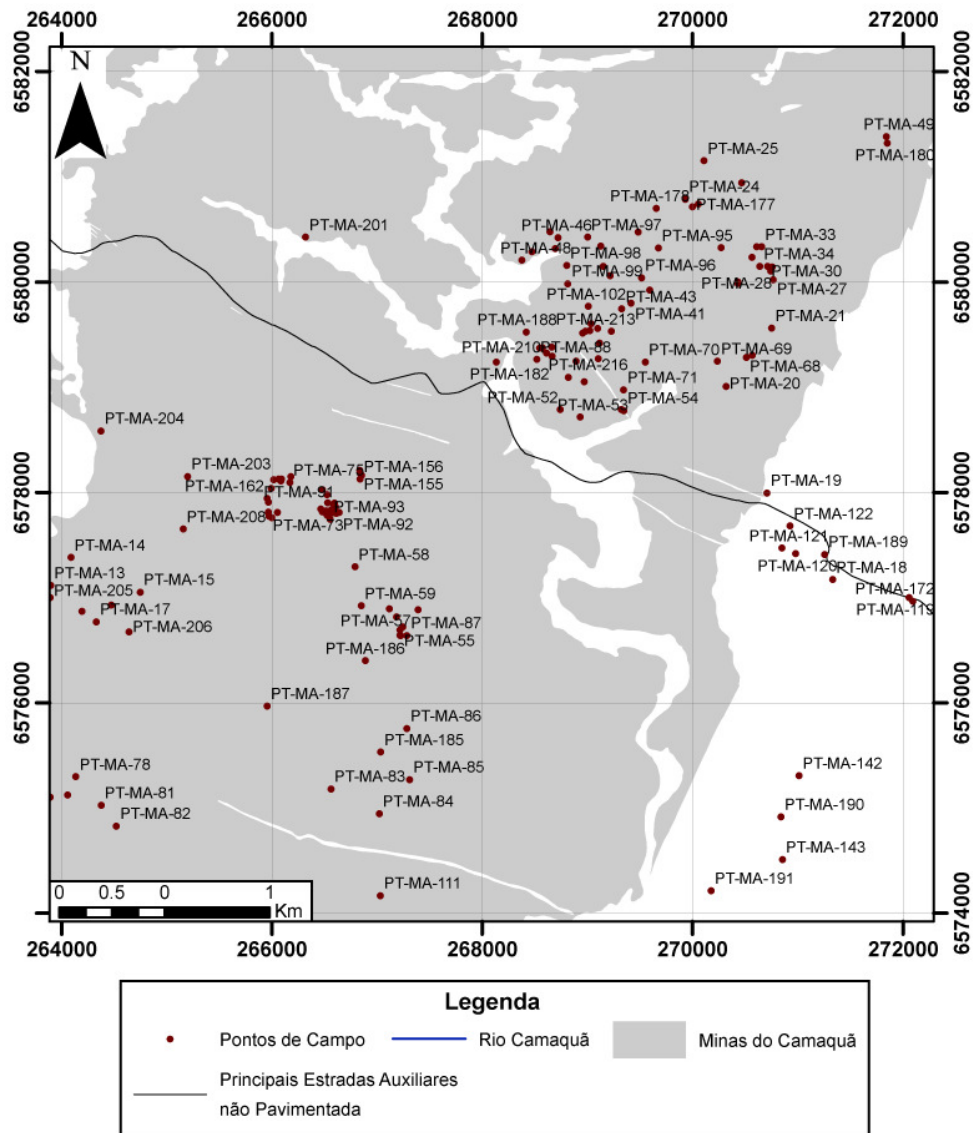 264000 266000 268000 270000 272000
6582000 6582000
N
PT-MA-49
PT-MA-180
PT-MA-25
PT-MA-24
PT-MA-178
PT-MA-177
PT-MA-201
PT-MA-46 PT-MA-97
PT-MA-95 PT-MA-33
PT-MA-48 PT-MA-98 PT-MA-34
PT-MA-99 PT-MA-96 PT-MA-30
6580000 6580000
PT-MA-28 PT-MA-27
PT-MA-102 PT-MA-43
PT-MA-188 PT-MA-213 PT-MA-41 PT-MA-21
PT-MA-210 PT-MA-88 PT-MA-70 PT-MA-69
PT-MA-182 PT-MA-216 PT-MA-71 PT-MA-68
PT-MA-20
PT-MA-52 PT-MA-53 PT-MA-54
PT-MA-204
PT-MA-203 PT-MA-75 PT-MA-156
PT-MA-162 PT-MA-155
PT-MA-19
6578000 6578000
PT-MA-93
PT-MA-208 PT-MA-73 PT-MA-92
PT-MA-122
PT-MA-121 PT-MA-189
PT-MA-14 PT-MA-58
PT-MA-120 PT-MA-18
PT-MA-13 PT-MA-15
PT-MA-205 PT-MA-59 PT-MA-172
PT-MA-17 PT-MA-57 PT-MA-87 PT-MA-119
PT-MA-206 PT-MA-186 PT-MA-55
PT-MA-187
6576000 6576000
PT-MA-86
PT-MA-185
PT-MA-78 PT-MA-83 PT-MA-85 PT-MA-142
PT-MA-81
PT-MA-82 PT-MA-84 PT-MA-190
PT-MA-143
PT-MA-111 PT-MA-191
0 0.5 0 1
Km
6574000 6574000
264000 266000 268000 270000 272000
Legenda
Pontos de Campo Rio Camaquã Minas do Camaquã
Principais Estradas Auxiliares
não Pavimentada